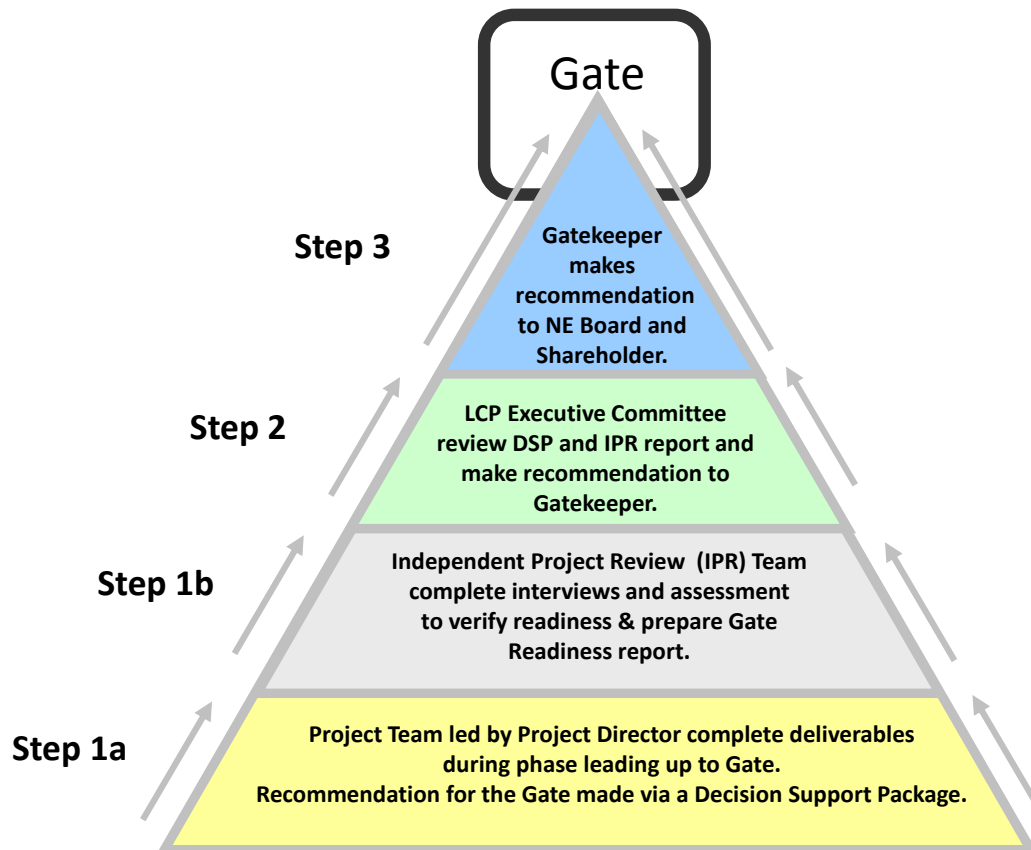 Gate
Step 3
Gatekeeper
makes
recommendation
to NE Board and
Shareholder.
Step 2
LCP Executive Committee
review DSP and IPR report and
make recommendation to
Gatekeeper.
Step 1b
Independent Project Review (IPR) Team
complete interviews and assessment
to verify readiness & prepare Gate
Readiness report.
Step 1a
Project Team led by Project Director complete deliverables
during phase leading up to Gate.
Recommendation for the Gate made via a Decision Support Package.